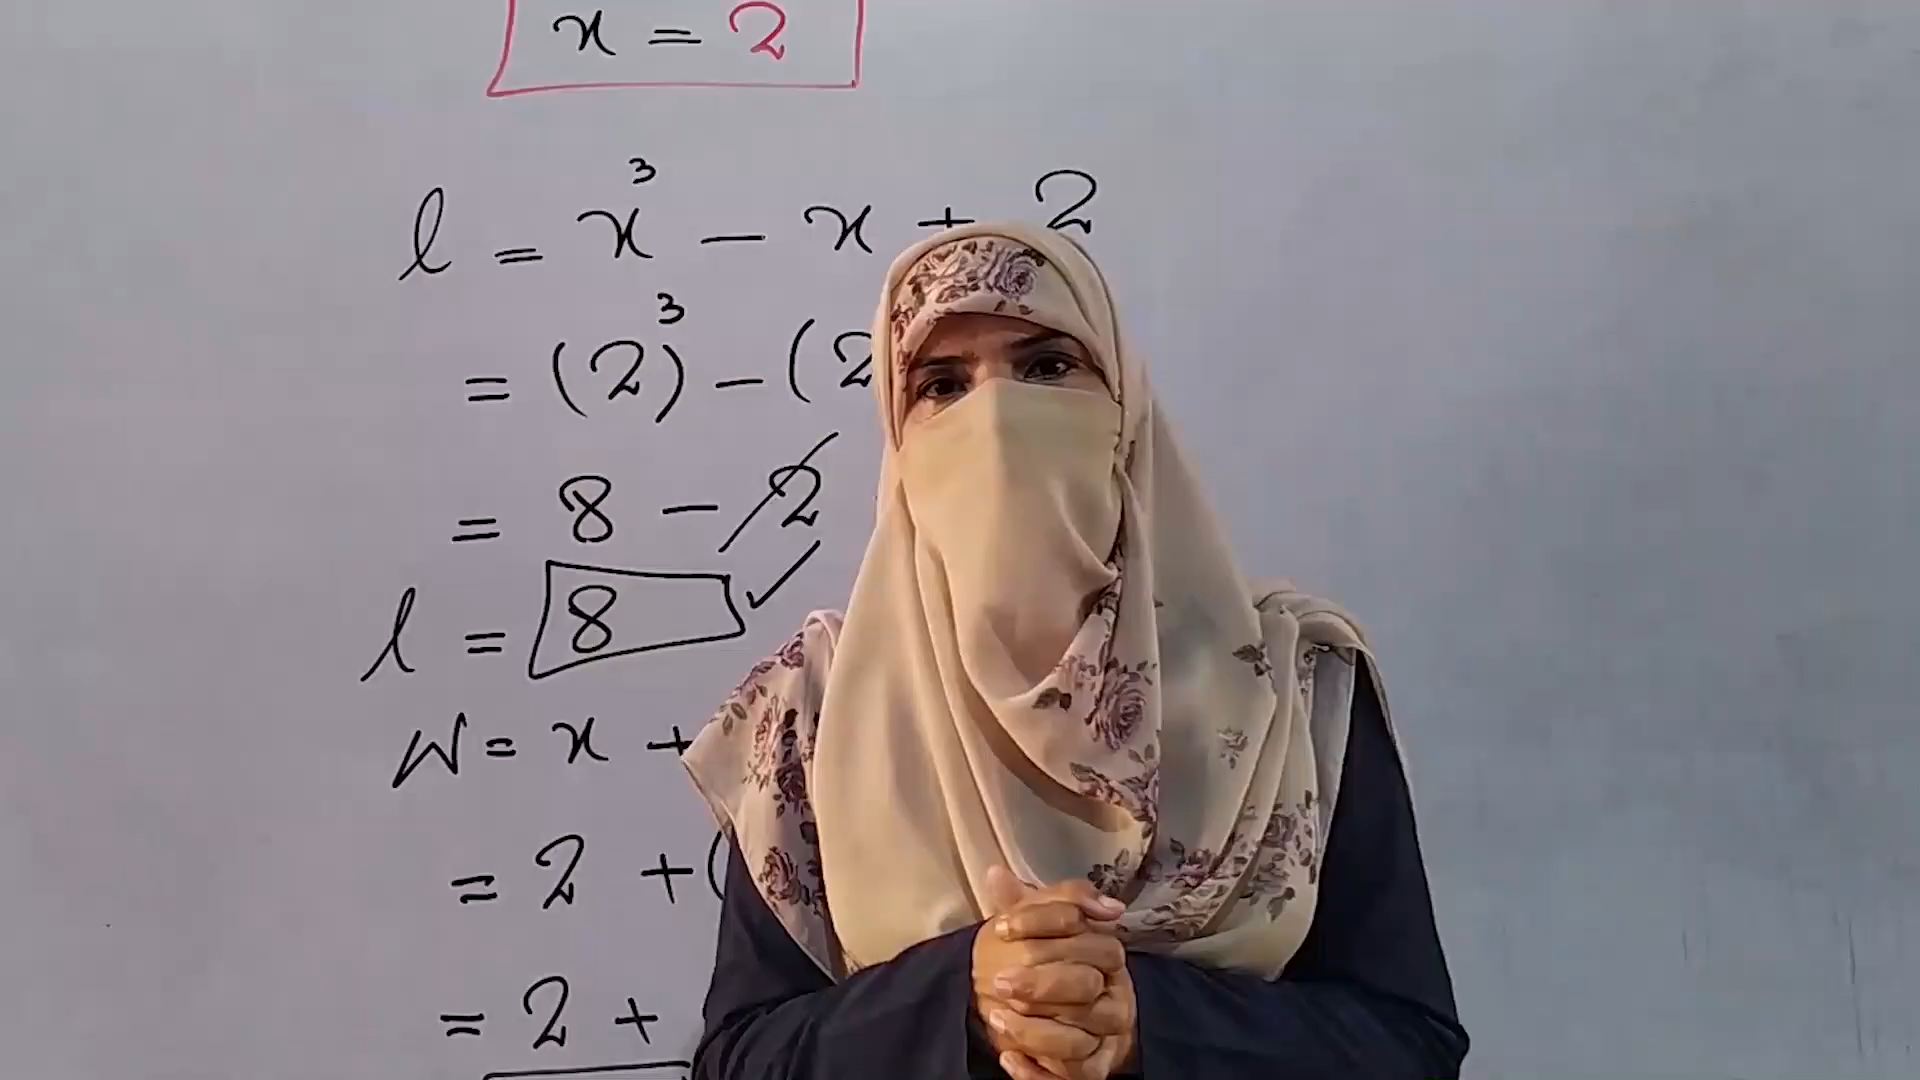 x = 2
l = x³ - x + 2
= (2)³ - (2
= 8 - 2
l = 8 ✓
W = x +
= 2 + (
= 2 +